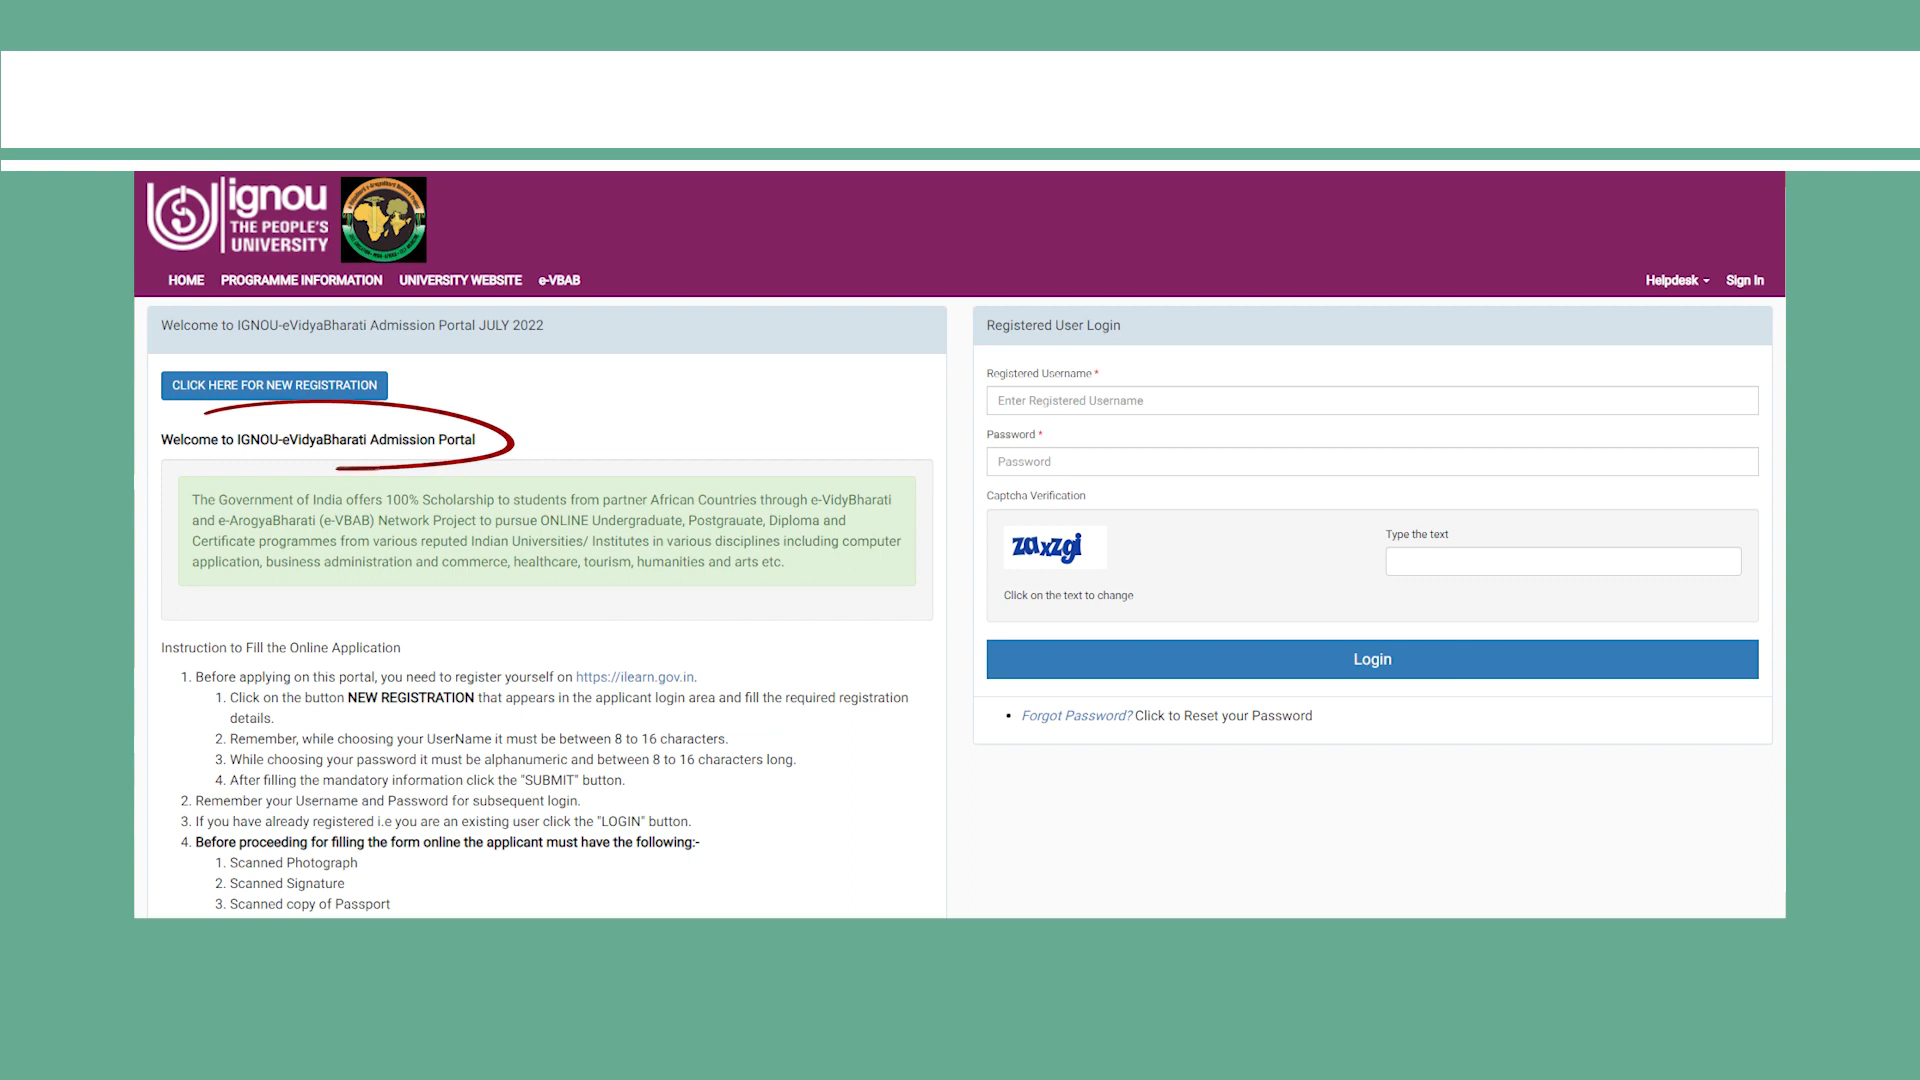 ignou
THE PEOPLE'S
UNIVERSITY
HOME PROGRAMME INFORMATION UNIVERSITY WEBSITE e-VBAB
Helpdesk Sign In
Welcome to IGNOU-eVidyaBharati Admission Portal JULY 2022
CLICK HERE FOR NEW REGISTRATION
Welcome to IGNOU-eVidyaBharati Admission Portal
The Government of India offers 100% Scholarship to students from partner African Countries through e-VidyBharati
and e-ArogyaBharati (e-VBAB) Network Project to pursue ONLINE Undergraduate, Postgrauate, Diploma and
Certificate programmes from various reputed Indian Universities/ Institutes in various disciplines including computer
application, business administration and commerce, healthcare, tourism, humanities and arts etc.
Instruction to Fill the Online Application
1. Before applying on this portal, you need to register yourself on https://ilearn.gov.in.
1. Click on the button NEW REGISTRATION that appears in the applicant login area and fill the required registration
details.
2. Remember, while choosing your UserName it must be between 8 to 16 characters.
3. While choosing your password it must be alphanumeric and between 8 to 16 characters long.
4. After filling the mandatory information click the "SUBMIT" button.
2. Remember your Username and Password for subsequent login.
3. If you have already registered i.e you are an existing user click the "LOGIN" button.
4. Before proceeding for filling the form online the applicant must have the following:-
1. Scanned Photograph
2. Scanned Signature
3. Scanned copy of Passport
Registered User Login
Registered Username *
Enter Registered Username
Password *
Password
Captcha Verification
zaxzgi
Type the text
Click on the text to change
Login
• Forgot Password? Click to Reset your Password